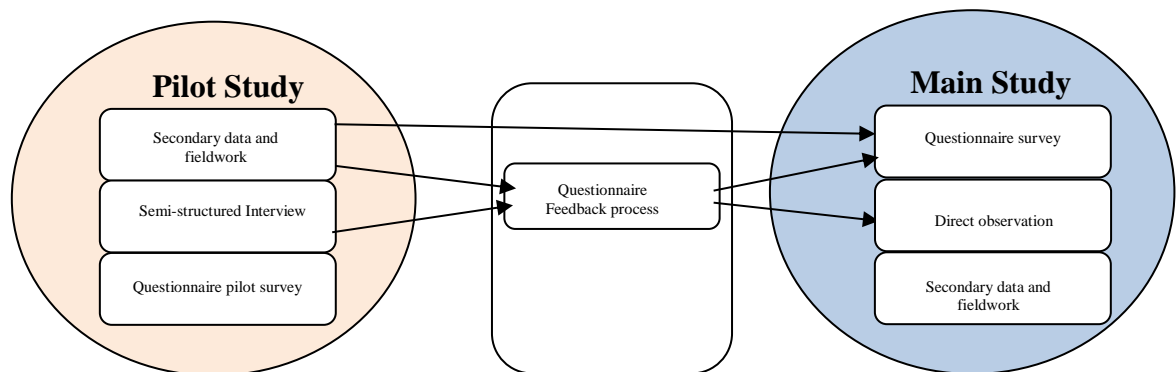 Pilot Study
Secondary data and
fieldwork
Semi-structured Interview
Questionnaire pilot survey
Questionnaire
Feedback process
Main Study
Questionnaire survey
Direct observation
Secondary data and
fieldwork